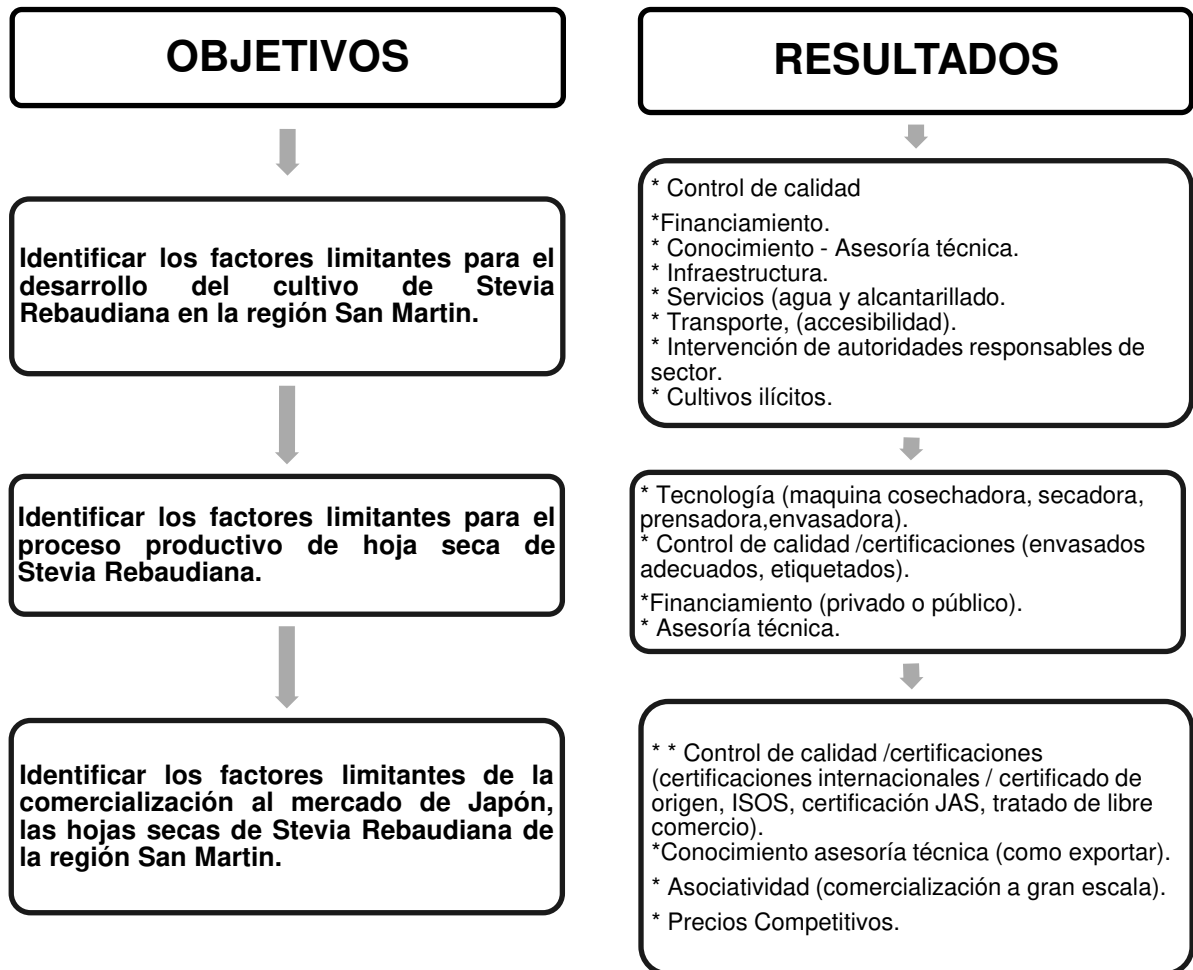 OBJETIVOS
Identificar los factores limitantes para el
desarrollo del cultivo de Stevia
Rebaudiana en la región San Martin.
Identificar los factores limitantes para el
proceso productivo de hoja seca de
Stevia Rebaudiana.
Identificar los factores limitantes de la
comercialización al mercado de Japón,
las hojas secas de Stevia Rebaudiana de
la región San Martin.
RESULTADOS
* Control de calidad
*Financiamiento.
* Conocimiento - Asesoría técnica.
* Infraestructura.
* Servicios (agua y alcantarillado.
* Transporte, (accesibilidad).
* Intervención de autoridades responsables de
sector.
* Cultivos ilícitos.
* Tecnología (maquina cosechadora, secadora,
prensadora,envasadora).
* Control de calidad /certificaciones (envasados
adecuados, etiquetados).
*Financiamiento (privado o público).
* Asesoría técnica.
* * Control de calidad /certificaciones
(certificaciones internacionales / certificado de
origen, ISOS, certificación JAS, tratado de libre
comercio).
*Conocimiento asesoría técnica (como exportar).
* Asociatividad (comercialización a gran escala).
* Precios Competitivos.